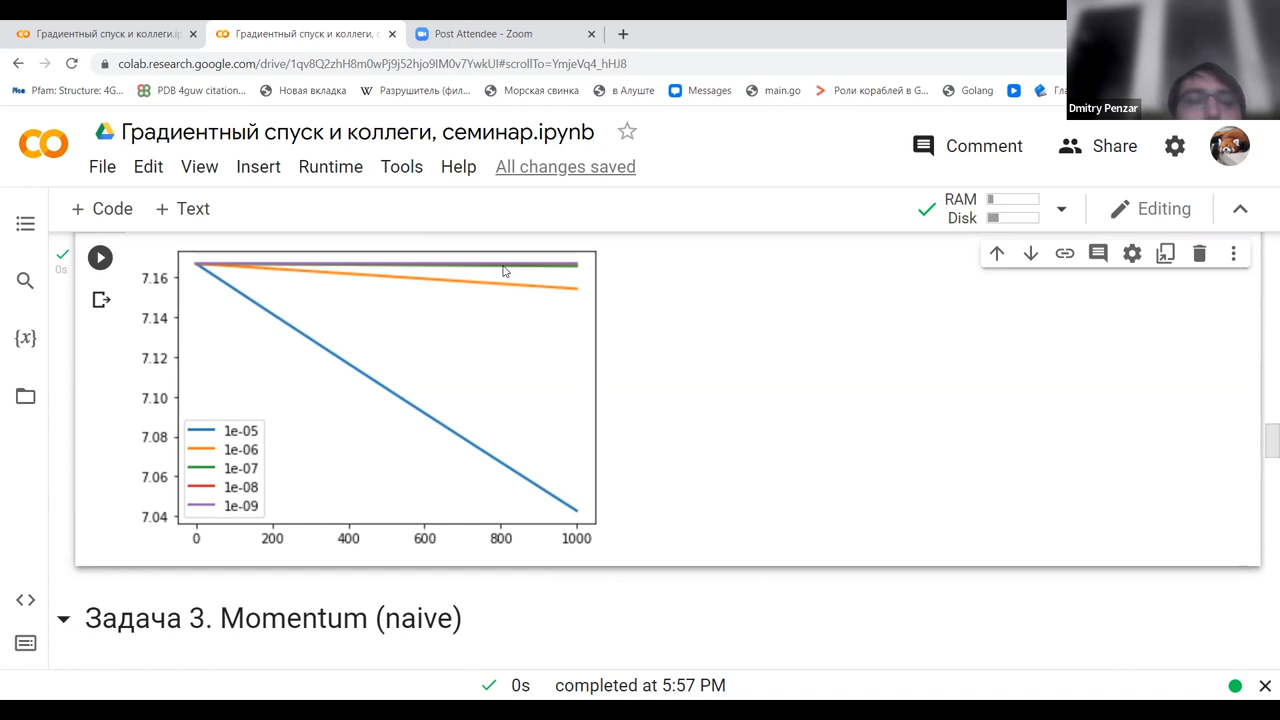 Градиентный спуск и коллеги.i
Градиентный спуск и коллеги, с
Post Attendee - Zoom
colab.research.google.com/drive/1qv8Q2zhH8m0wPj9j52hjo9IM0v7YwkUI#scrollTo=YmjeVq4_hHJ8
Pfam: Structure: 4G...
PDB 4guw citation...
Новая вкладка
Разрушитель (фил...
Морская свинка
в Алуште
Messages
main.go
Роли кораблей в G...
Golang
Dmitry Penzar
Градиентный спуск и коллеги, семинар.ipynb
Comment
Share
File Edit View Insert Runtime Tools Help All changes saved
+ Code + Text
RAM
Disk
Editing
0s
{x}
7.16
7.14
7.12
7.10
7.08
7.06
7.04
1e-05
1e-06
1e-07
1e-08
1e-09
0 200 400 600 800 1000
Задача 3. Momentum (naive)
0s completed at 5:57 PM